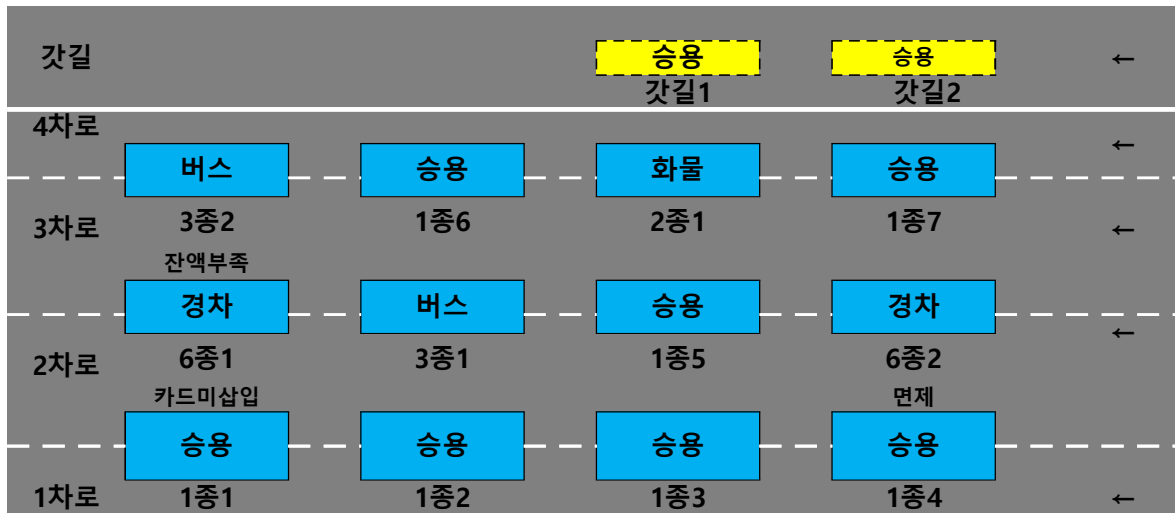 갓길 승용 승용 ←
갓길1 갓길2
4차로 ←
버스 승용 화물 승용
3종2 1종6 2종1 1종7
3차로 ←
잔액부족
경차 버스 승용 경차
←
6종1 3종1 1종5 6종2
2차로
카드미삽입 면제
승용 승용 승용 승용
1차로 1종1 1종2 1종3 1종4 ←